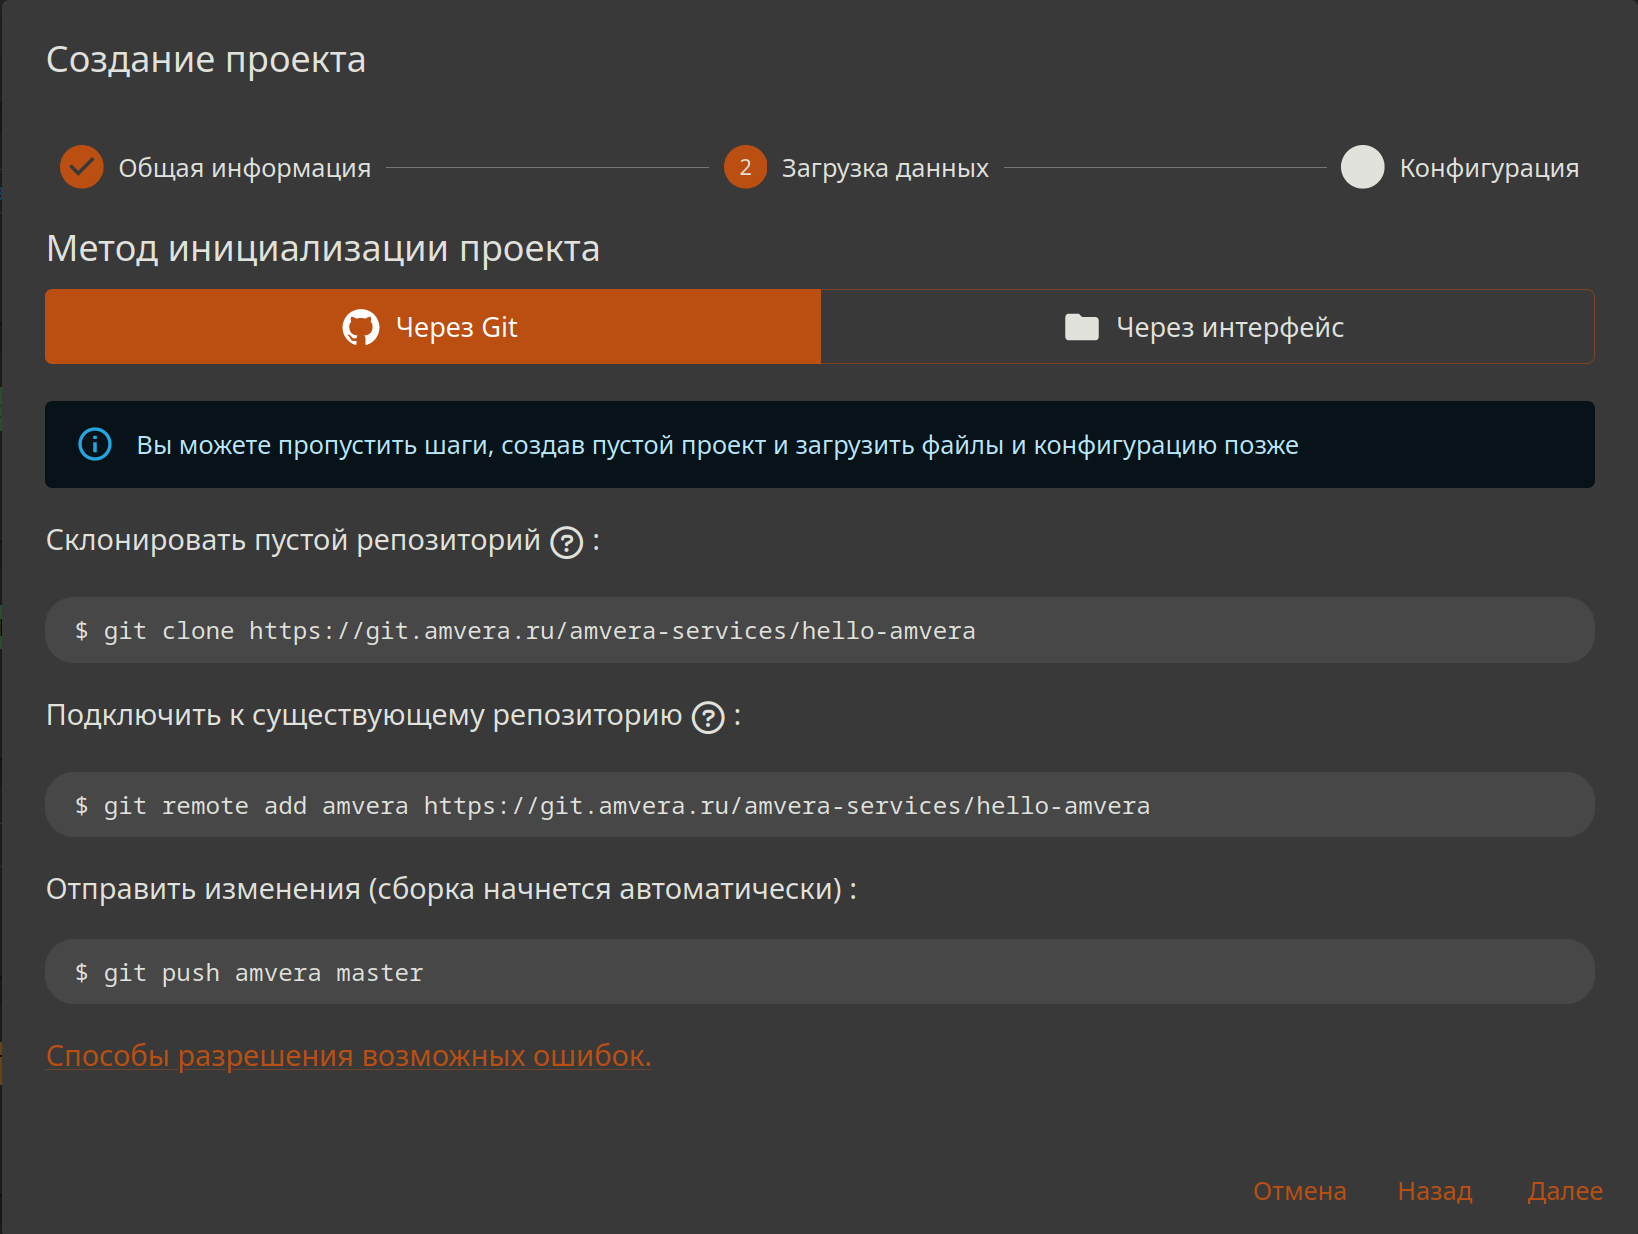 Создание проекта
Общая информация
2 Загрузка данных
Конфигурация
Метод инициализации проекта
Через Git
Через интерфейс
Вы можете пропустить шаги, создав пустой проект и загрузить файлы и конфигурацию позже
Склонировать пустой репозиторий ? :
$ git clone https://git.amvera.ru/amvera-services/hello-amvera
Подключить к существующему репозиторию ? :
$ git remote add amvera https://git.amvera.ru/amvera-services/hello-amvera
Отправить изменения (сборка начнется автоматически) :
$ git push amvera master
Способы разрешения возможных ошибок.
Отмена Назад Далее